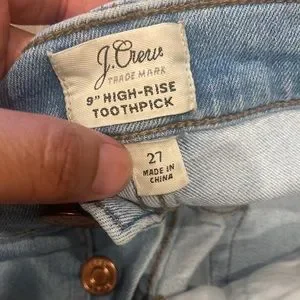 J.Crew
TRADE MARK
9" HIGH-RISE
TOOTHPICK
27
MADE IN
CHINA